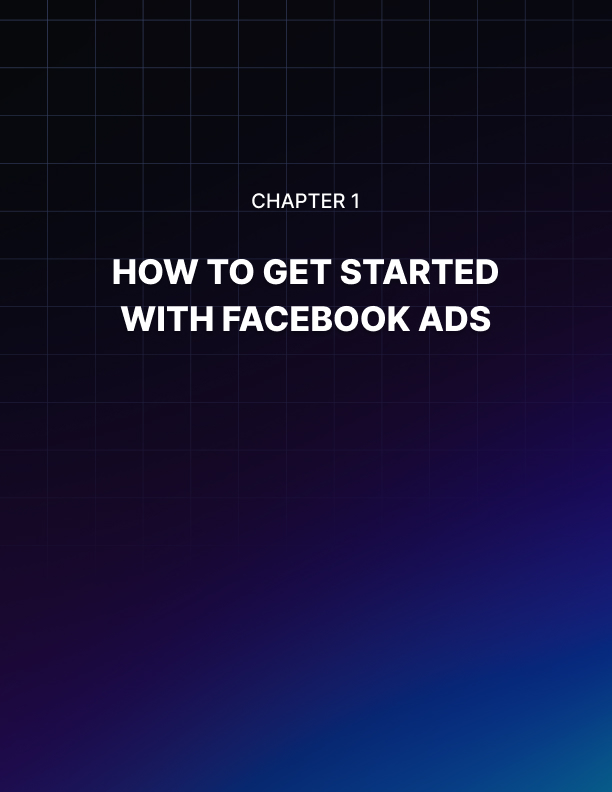 CHAPTER 1
HOW TO GET STARTED
WITH FACEBOOK ADS